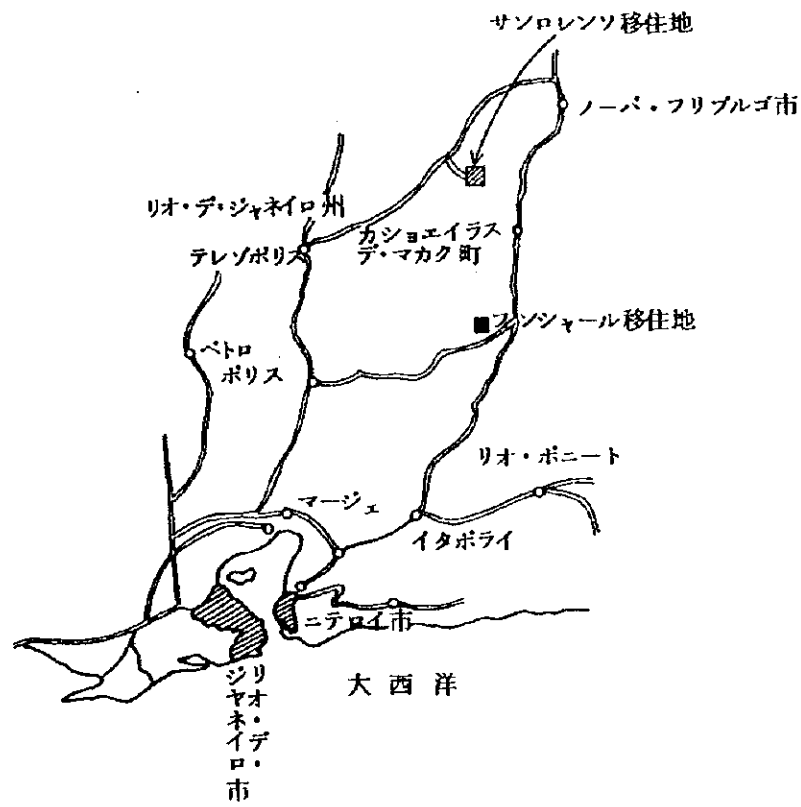 サンロレンソ移住地
ノーバ・フリブルゴ市
リオ・デ・ジャネイロ州
テレゾポリス
カショエイラス
デ・マカク町
フンシャール移住地
ペトロ
ポリス
リオ・ボニート
マージェ
イタボライ
ニテロイ市
大西洋
リオ・デ・
ジャネイロ市